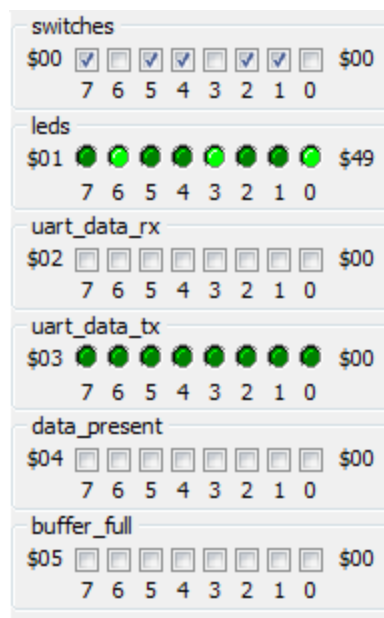 switches
$00 $00
7 6 5 4 3 2 1 0
leds
$01 $49
7 6 5 4 3 2 1 0
uart_data_rx
$02 $00
7 6 5 4 3 2 1 0
uart_data_tx
$03 $00
7 6 5 4 3 2 1 0
data_present
$04 $00
7 6 5 4 3 2 1 0
buffer_full
$05 $00
7 6 5 4 3 2 1 0